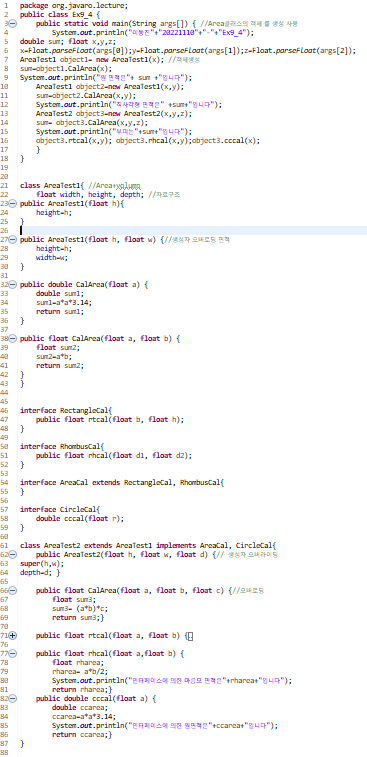 1 package org.javaro.lecture;
2 public class Ex9_4 {
3 public static void main(String args[]) { //Area클래스의 객체 를 생성 사용
4 System.out.println("이동진"+"20221110"+"-"+"Ex9_4");
5 double sum; float x,y,z;
6 x=Float.parseFloat(args[0]);y=Float.parseFloat(args[1]);z=Float.parseFloat(args[2]);
7 AreaTest1 object1= new AreaTest1(x); //객체생성
8 sum=object1.CalArea(x);
9 System.out.println("원 면적은"+ sum +"입니다");
10 AreaTest1 object2=new AreaTest1(x,y);
11 sum=object2.CalArea(x,y);
12 System.out.println("직사각형 면적은" +sum+"입니다");
13 AreaTest2 object3=new AreaTest2(x,y,z);
14 sum= object3.CalArea(x,y,z);
15 System.out.println("부피는"+sum+"입니다");
16 object3.rtcal(x,y); object3.rhcal(x,y);object3.cccal(x);
17 }
18 }
19
20
21 class AreaTest1{ //Area+yolump
22 float width, height, depth; //자료구조
23 public AreaTest1(float h){
24 height=h;
25 }
26
27 public AreaTest1(float h, float w) {//생성자 오버로딩 면적
28 height=h;
29 width=w;
30 }
31
32 public double CalArea(float a) {
33 double sum1;
34 sum1=a*a*3.14;
35 return sum1;
36 }
37
38 public float CalArea(float a, float b) {
39 float sum2;
40 sum2=a*b;
41 return sum2;
42 }
43 }
44
45
46 interface RectangleCal{
47 public float rtcal(float b, float h);
48 }
49
50 interface RhombusCal{
51 public float rhcal(float d1, float d2);
52 }
53
54 interface AreaCal extends RectangleCal, RhombusCal{
55 }
56
57 interface CircleCal{
58 double cccal(float r);
59 }
60
61 class AreaTest2 extends AreaTest1 implements AreaCal, CircleCal{
62 public AreaTest2(float h, float w, float d) {// 생성자 오버라이딩
63 super(h,w);
64 depth=d; }
65
66 public float CalArea(float a, float b, float c) {//오버로딩
67 float sum3;
68 sum3= (a*b)*c;
69 return sum3;}
70
71 public float rtcal(float a, float b) {
76
77 public float rhcal(float a,float b) {
78 float rharea;
79 rharea= a*b/2;
80 System.out.println("인터페이스에 의한 마름모 면적은"+rharea+"입니다");
81 return rharea;}
82 public double cccal(float a) {
83 double ccarea;
84 ccarea=a*a*3.14;
85 System.out.println("인터페이스에 의한 원면적은"+ccarea+"입니다");
86 return ccarea;}
87 }
88